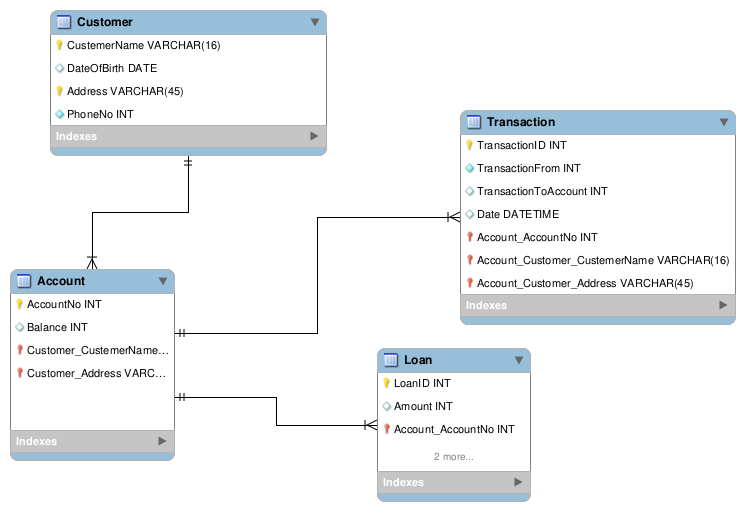 Customer
CustemerName VARCHAR(16)
DateOfBirth DATE
Address VARCHAR(45)
PhoneNo INT
Indexes
Transaction
TransactionID INT
TransactionFrom INT
TransactionToAccount INT
Date DATETIME
Account_AccountNo INT
Account_Customer_CustemerName VARCHAR(16)
Account_Customer_Address VARCHAR(45)
Indexes
Account
AccountNo INT
Balance INT
Customer_CustemerName...
Customer_Address VARC...
Indexes
Loan
LoanID INT
Amount INT
Account_AccountNo INT
2 more...
Indexes